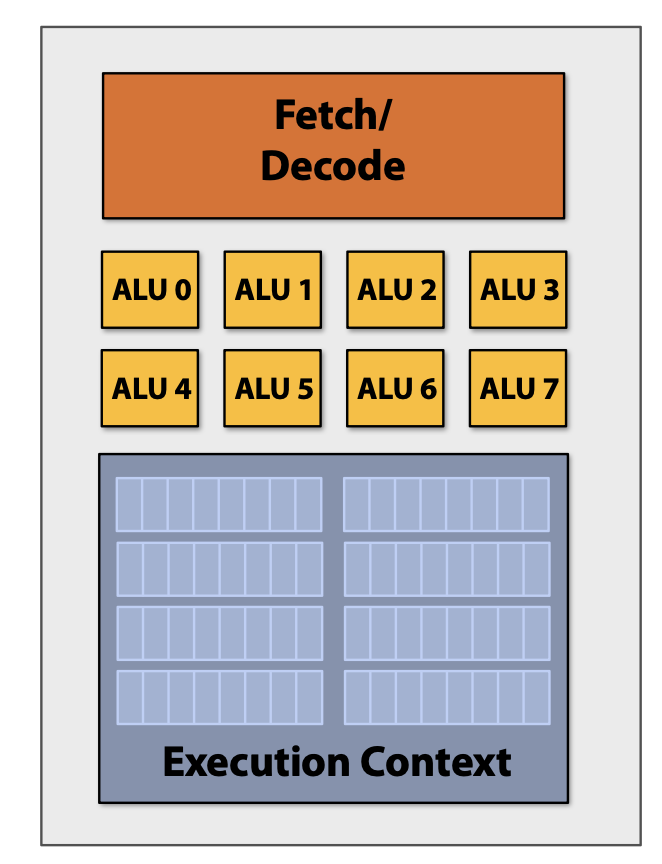 Fetch/
Decode
ALU 0 ALU 1 ALU 2 ALU 3
ALU 4 ALU 5 ALU 6 ALU 7
Execution Context